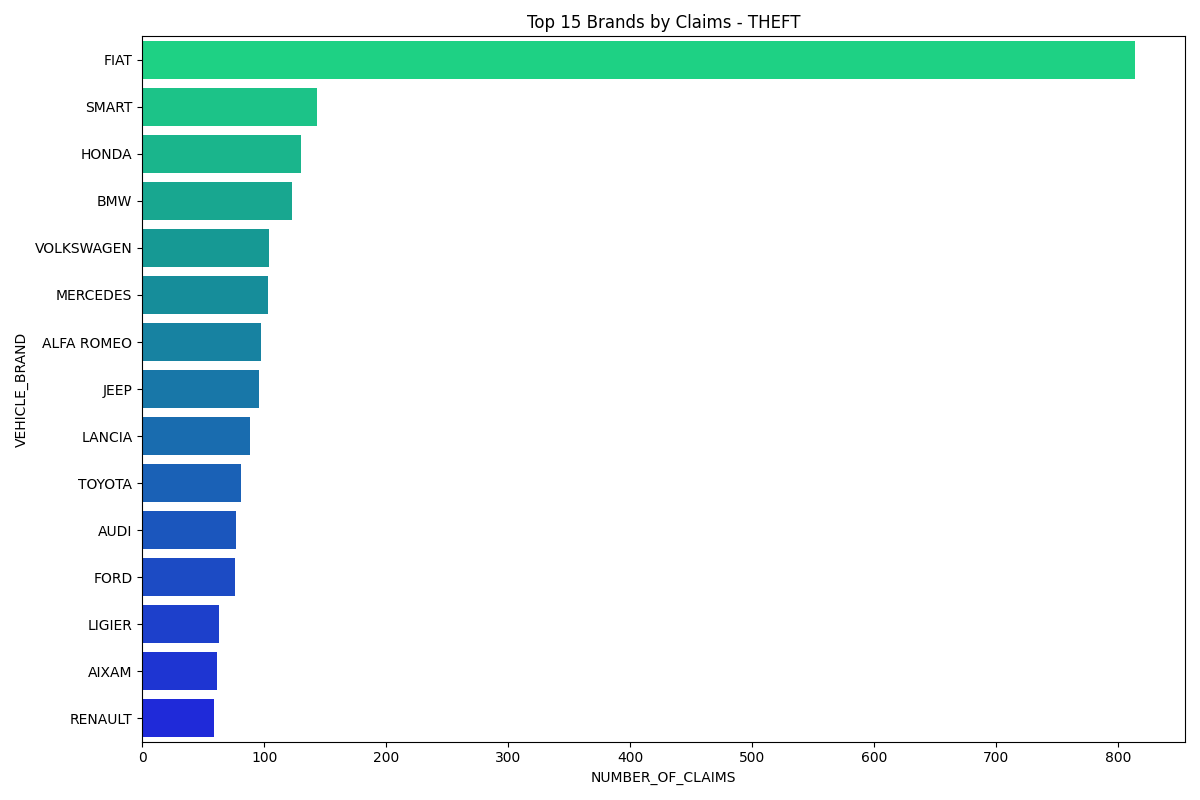 Top 15 Brands by Claims - THEFT
VEHICLE_BRAND
FIAT
SMART
HONDA
BMW
VOLKSWAGEN
MERCEDES
ALFA ROMEO
JEEP
LANCIA
TOYOTA
AUDI
FORD
LIGIER
AIXAM
RENAULT
0 100 200 300 400 500 600 700 800
NUMBER_OF_CLAIMS